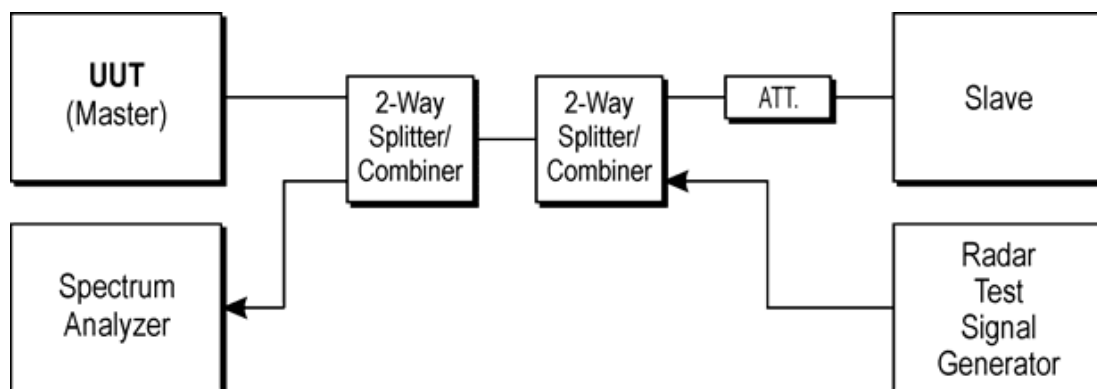 UUT
(Master)
2-Way
Splitter/
Combiner
2-Way
Splitter/
Combiner
ATT.
Slave
Spectrum
Analyzer
Radar
Test
Signal
Generator